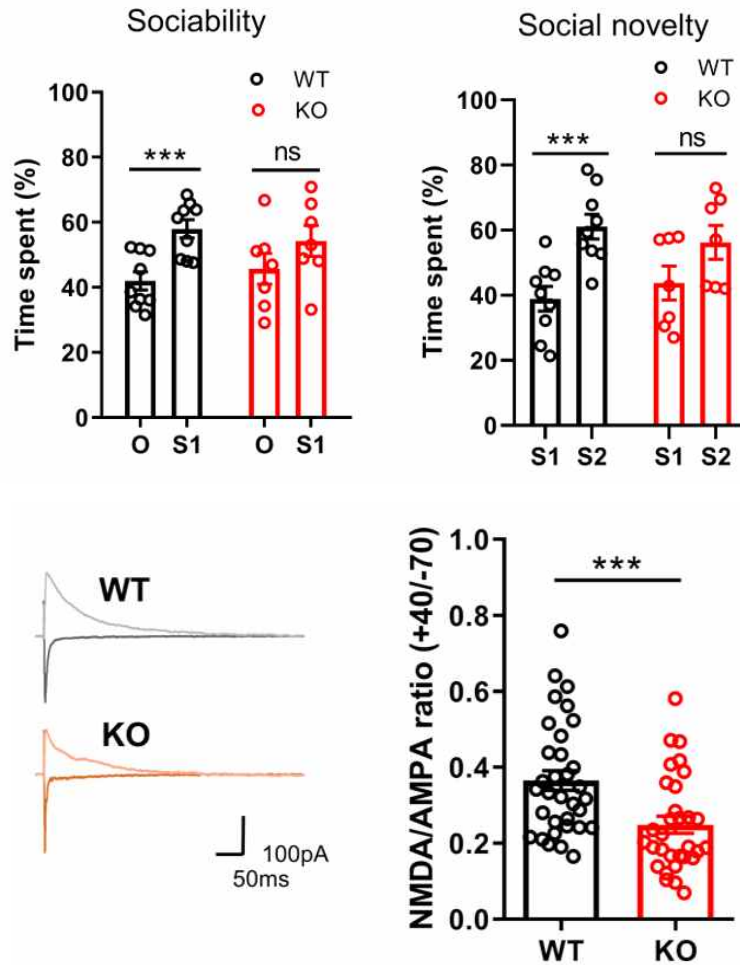 Sociability
WT
KO
100
80
60
40
20
0
Time spent (%)
***
ns
O S1 O S1
Social novelty
WT
KO
100
80
60
40
20
0
Time spent (%)
***
ns
S1 S2 S1 S2
WT
KO
100pA
50ms
1.0
0.8
0.6
0.4
0.2
0.0
NMDA/AMPA ratio (+40/-70)
***
WT KO